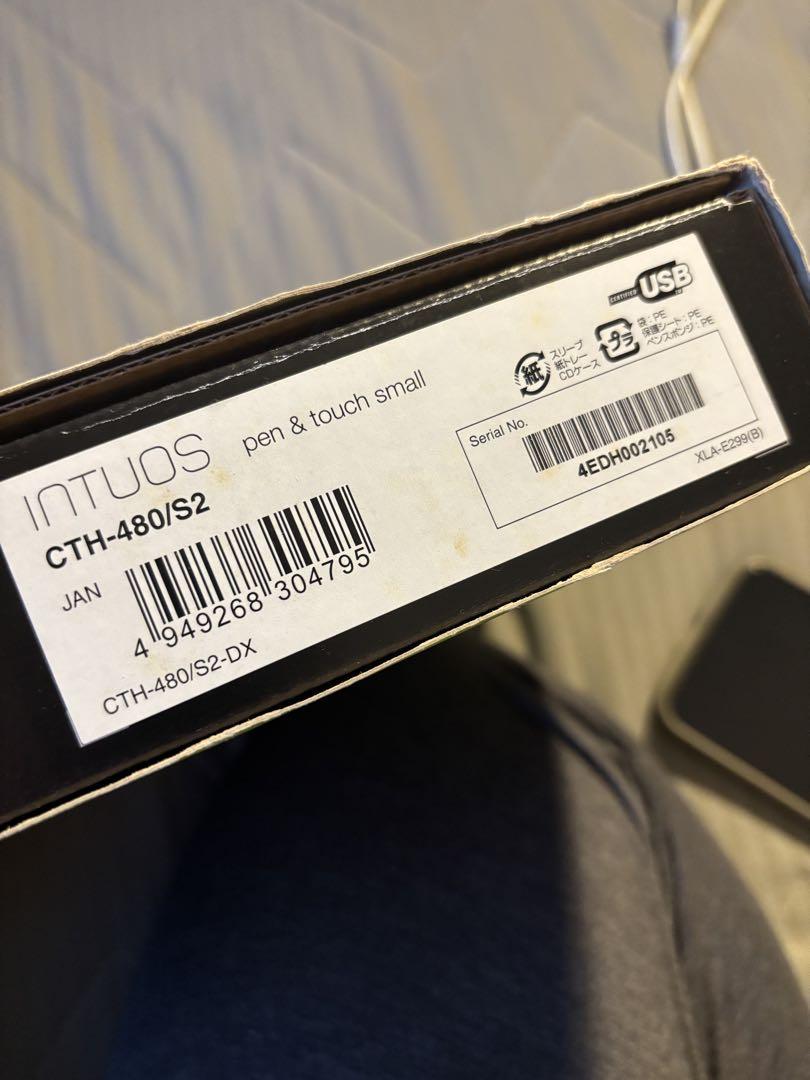 INTUOS pen & touch small
CTH-480/S2
JAN
4 949268 304795
CTH-480/S2-DX
CERTIFIED USB
紙
スリーブ
紙トレー
CDケース
プラ
袋:PE
保護シート:PE
ペンスポンジ:PE
Serial No.
4EDH002105
XLA-E299(B)